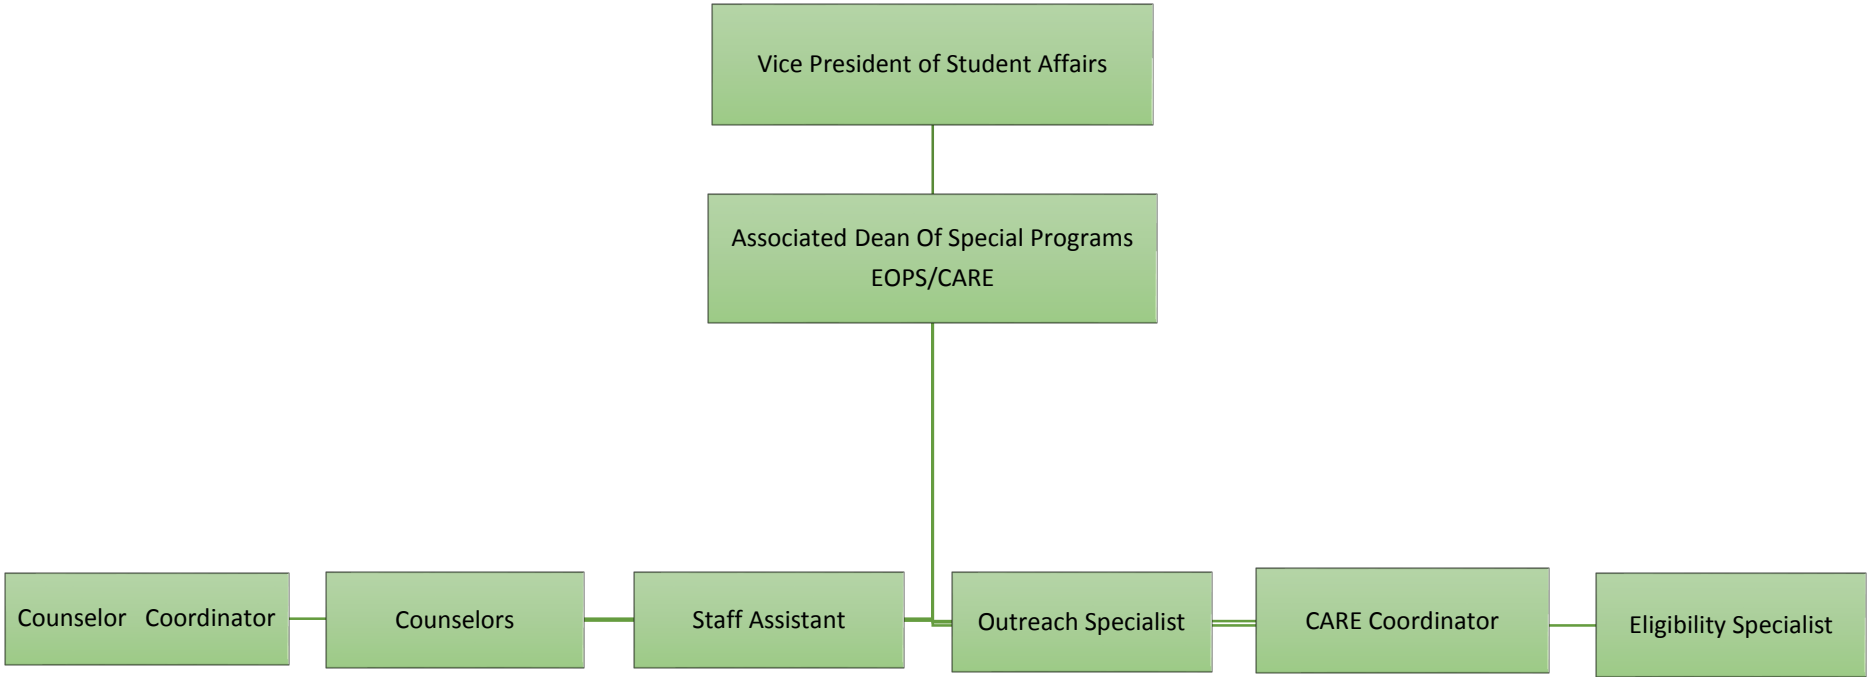 Vice President of Student Affairs
Associated Dean Of Special Programs
EOPS/CARE
Counselor Coordinator
Counselors
Staff Assistant
Outreach Specialist
CARE Coordinator
Eligibility Specialist